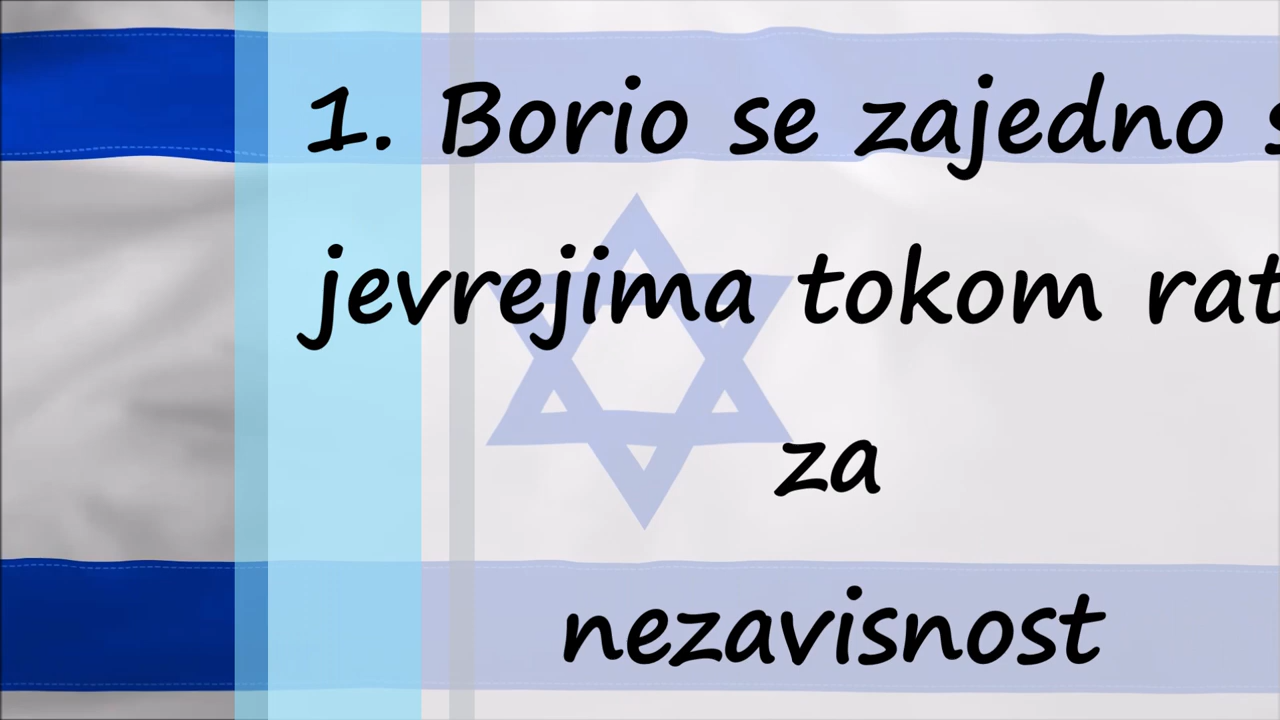 1. Borio se zajedno s
jevrejima tokom rat
za
nezavisnost